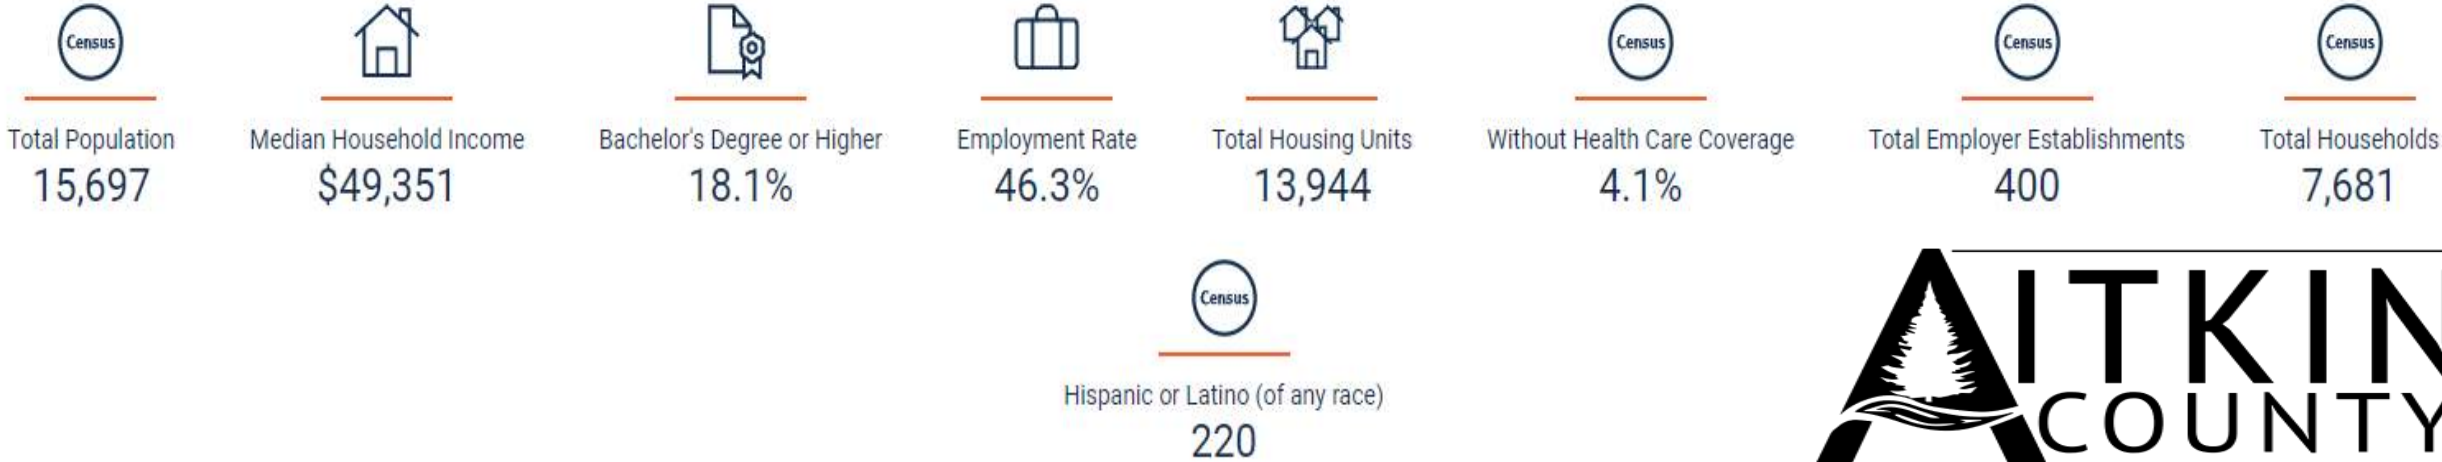 Census
Census
Census
Census
Total Population
Median Household Income
Bachelor's Degree or Higher
Employment Rate
Total Housing Units
Without Health Care Coverage
Total Employer Establishments
Total Households
15,697
$49,351
18.1%
46.3%
13,944
4.1%
400
7,681
Census
Hispanic or Latino (of any race)
220
AITKIN
COUNTY